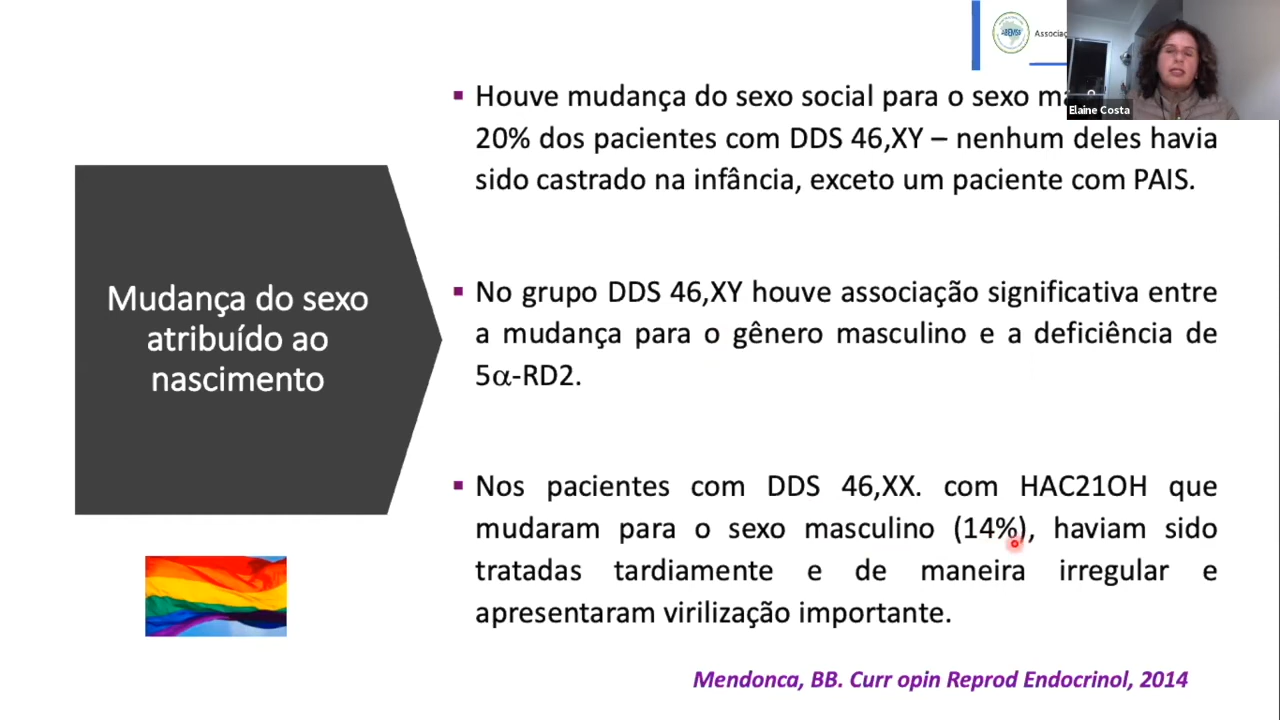 Associaç
Elaine Costa
Mudança do sexo
atribuído ao
nascimento
▪ Houve mudança do sexo social para o sexo
20% dos pacientes com DDS 46,XY – nenhum deles havia
sido castrado na infância, exceto um paciente com PAIS.
▪ No grupo DDS 46,XY houve associação significativa entre
a mudança para o gênero masculino e a deficiência de
5α-RD2.
▪ Nos pacientes com DDS 46,XX. com HAC21OH que
mudaram para o sexo masculino (14%), haviam sido
tratadas tardiamente e de maneira irregular e
apresentaram virilização importante.
Mendonca, BB. Curr opin Reprod Endocrinol, 2014